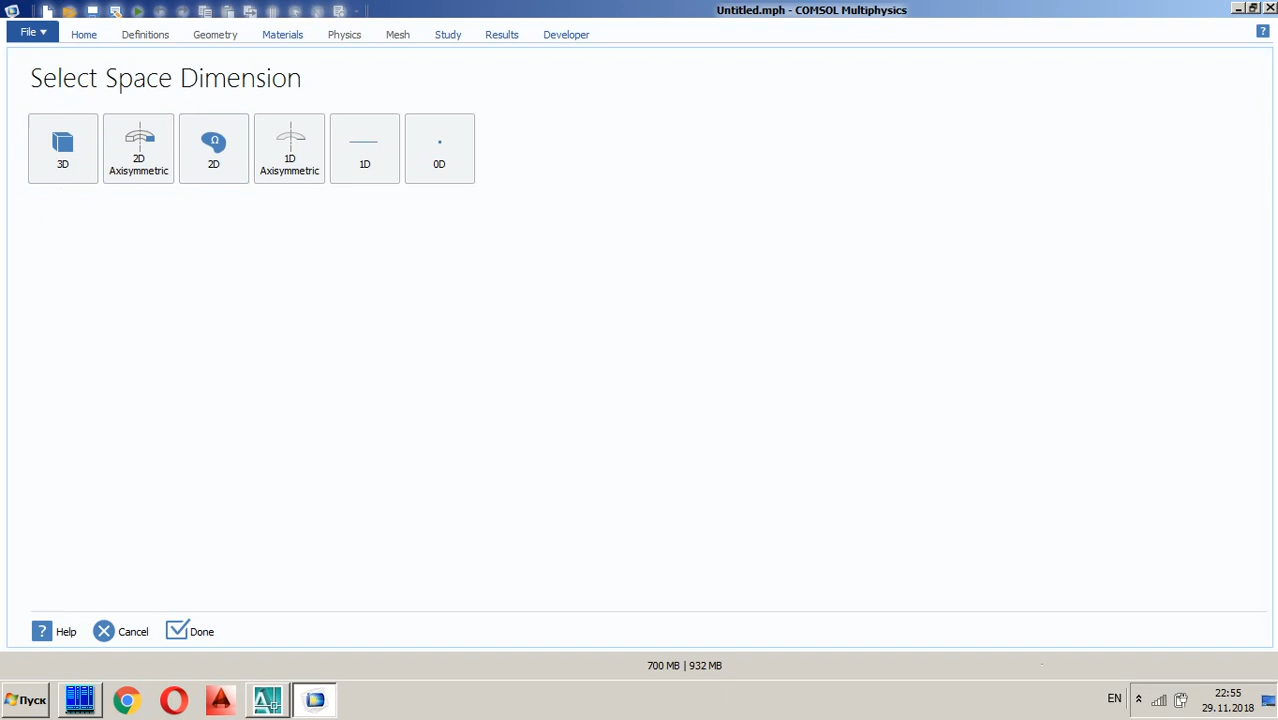 Untitled.mph - COMSOL Multiphysics
File
Home
Definitions
Geometry
Materials
Physics
Mesh
Study
Results
Developer
?
Select Space Dimension
3D
2D
Axisymmetric
Ω
2D
1D
Axisymmetric
1D
0D
? Help
Cancel
Done
700 MB | 932 MB
Пуск
EN
22:55
29.11.2018